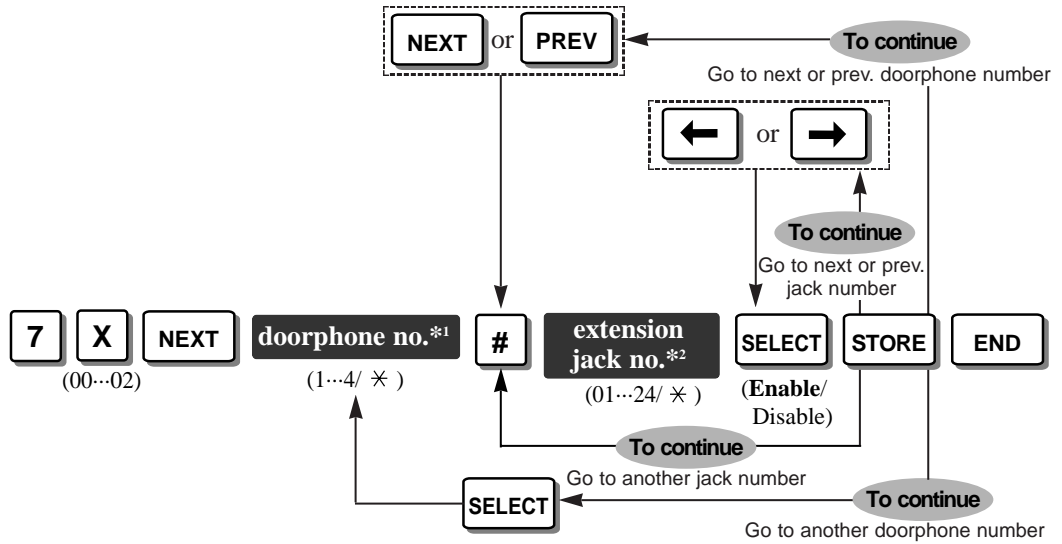 NEXT or PREV
To continue
Go to next or prev. doorphone number
← or →
To continue
Go to next or prev.
jack number
7 X NEXT doorphone no.*1 # extension jack no.*2 SELECT STORE END
(00···02) (1···4/ ✳ ) (01···24/ ✳ ) (Enable/
Disable)
To continue
Go to another jack number
SELECT
To continue
Go to another doorphone number